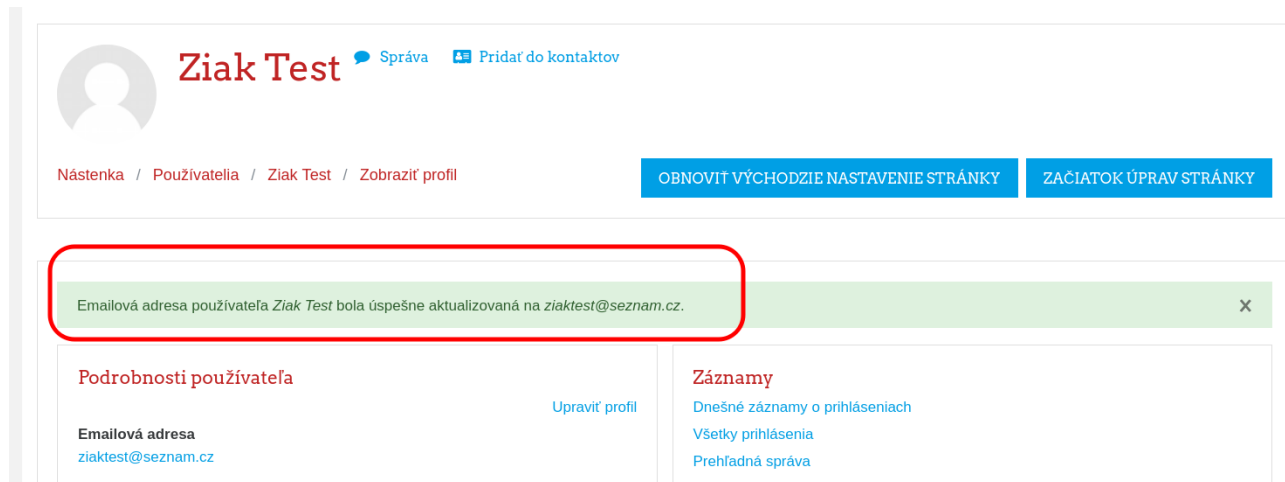 Ziak Test Správa Pridať do kontaktov
Nástenka / Používatelia / Ziak Test / Zobraziť profil
OBNOVIŤ VÝCHODZIE NASTAVENIE STRÁNKY ZAČIATOK ÚPRAV STRÁNKY
Emailová adresa používateľa Ziak Test bola úspešne aktualizovaná na ziaktest@seznam.cz.
Podrobnosti používateľa
Upraviť profil
Emailová adresa
ziaktest@seznam.cz
Záznamy
Dnešné záznamy o prihláseniach
Všetky prihlásenia
Prehľadná správa